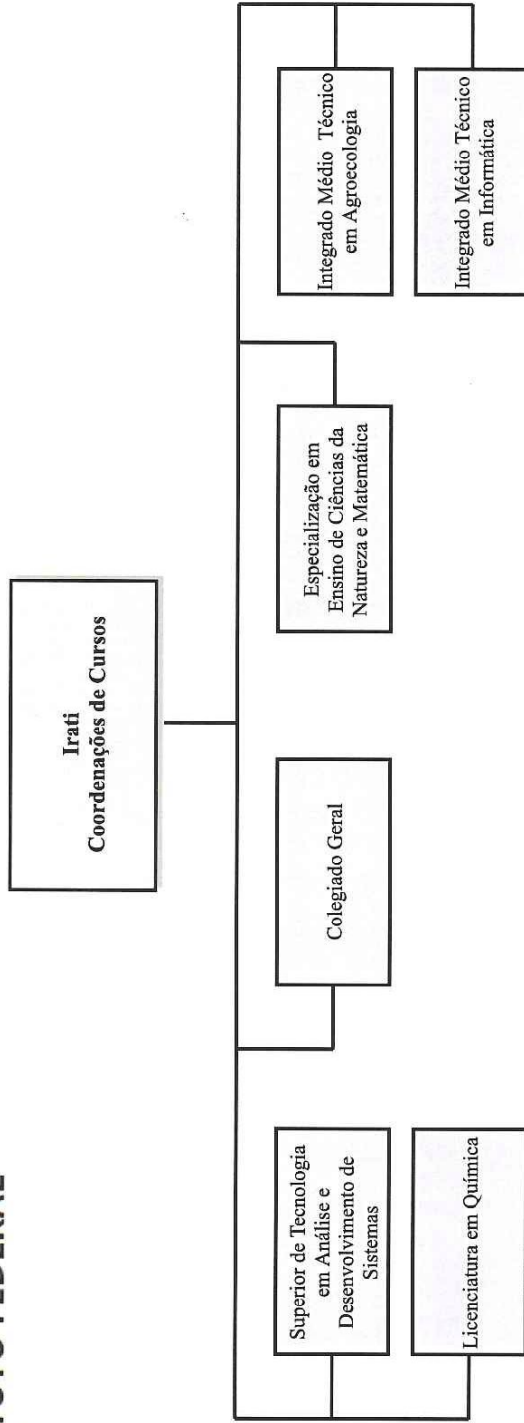 FEDERAL
Irati
Coordenações de Cursos
Superior de Tecnologia
em Análise e
Desenvolvimento de
Sistemas
Licenciatura em Química
Colegiado Geral
Especialização em
Ensino de Ciências da
Natureza e Matemática
Integrado Médio Técnico
em Agroecologia
Integrado Médio Técnico
em Informática